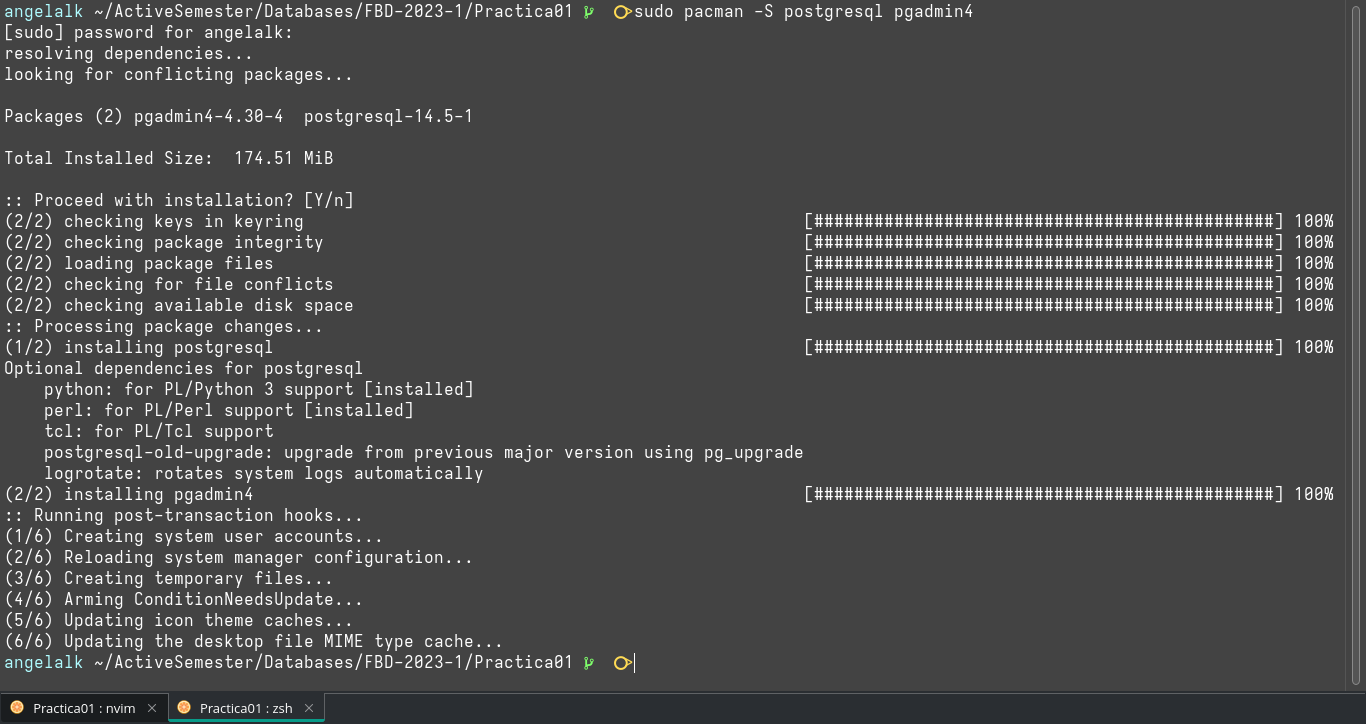 angelalk ~/ActiveSemester/Databases/FBD-2023-1/Practica01 sudo pacman -S postgresql pgadmin4
[sudo] password for angelalk:
resolving dependencies...
looking for conflicting packages...
Packages (2) pgadmin4-4.30-4  postgresql-14.5-1
Total Installed Size:  174.51 MiB
:: Proceed with installation? [Y/n]
(2/2) checking keys in keyring [##############################################] 100%
(2/2) checking package integrity [##############################################] 100%
(2/2) loading package files [##############################################] 100%
(2/2) checking for file conflicts [##############################################] 100%
(2/2) checking available disk space [##############################################] 100%
:: Processing package changes...
(1/2) installing postgresql [##############################################] 100%
Optional dependencies for postgresql
    python: for PL/Python 3 support [installed]
    perl: for PL/Perl support [installed]
    tcl: for PL/Tcl support
    postgresql-old-upgrade: upgrade from previous major version using pg_upgrade
    logrotate: rotates system logs automatically
(2/2) installing pgadmin4 [##############################################] 100%
:: Running post-transaction hooks...
(1/6) Creating system user accounts...
(2/6) Reloading system manager configuration...
(3/6) Creating temporary files...
(4/6) Arming ConditionNeedsUpdate...
(5/6) Updating icon theme caches...
(6/6) Updating the desktop file MIME type cache...
angelalk ~/ActiveSemester/Databases/FBD-2023-1/Practica01
Practica01 : nvim
Practica01 : zsh